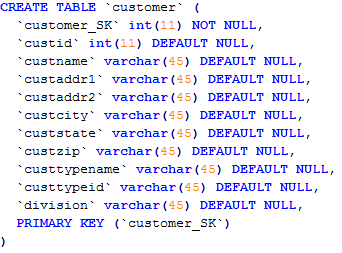 CREATE TABLE `customer` (
`customer_SK` int(11) NOT NULL,
`custid` int(11) DEFAULT NULL,
`custname` varchar(45) DEFAULT NULL,
`custaddr1` varchar(45) DEFAULT NULL,
`custaddr2` varchar(45) DEFAULT NULL,
`custcity` varchar(45) DEFAULT NULL,
`custstate` varchar(45) DEFAULT NULL,
`custzip` varchar(45) DEFAULT NULL,
`custtypename` varchar(45) DEFAULT NULL,
`custtypeid` varchar(45) DEFAULT NULL,
`division` varchar(45) DEFAULT NULL,
PRIMARY KEY (`customer_SK`)
)